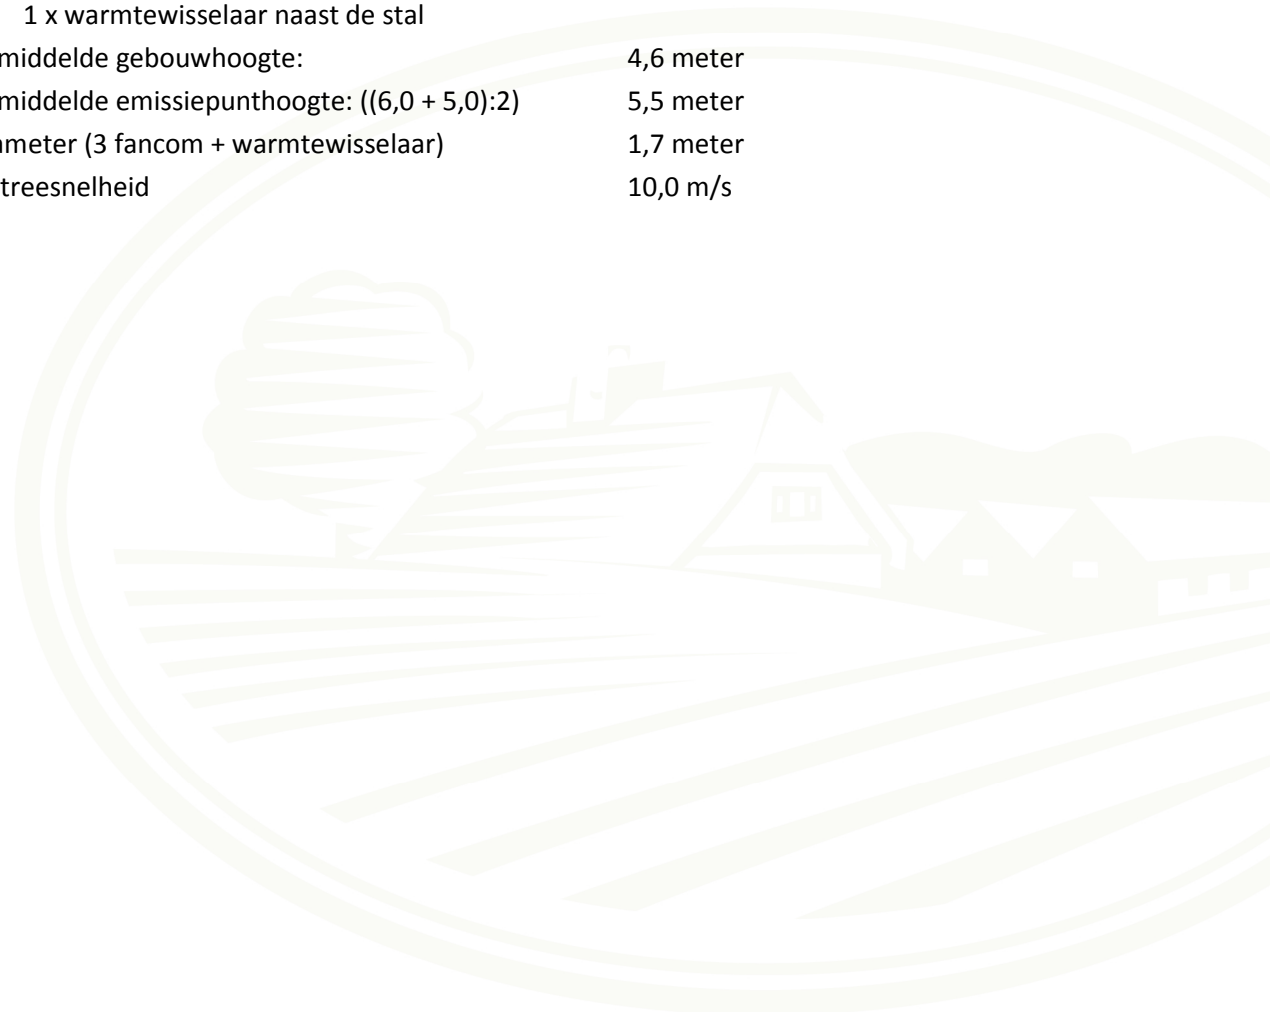 1 x warmtewisselaar naast de stal
middelde gebouwhoogte: 4,6 meter
middelde emissiepunthoogte: ((6,0 + 5,0):2) 5,5 meter
ameter (3 fancom + warmtewisselaar) 1,7 meter
treesnelheid 10,0 m/s